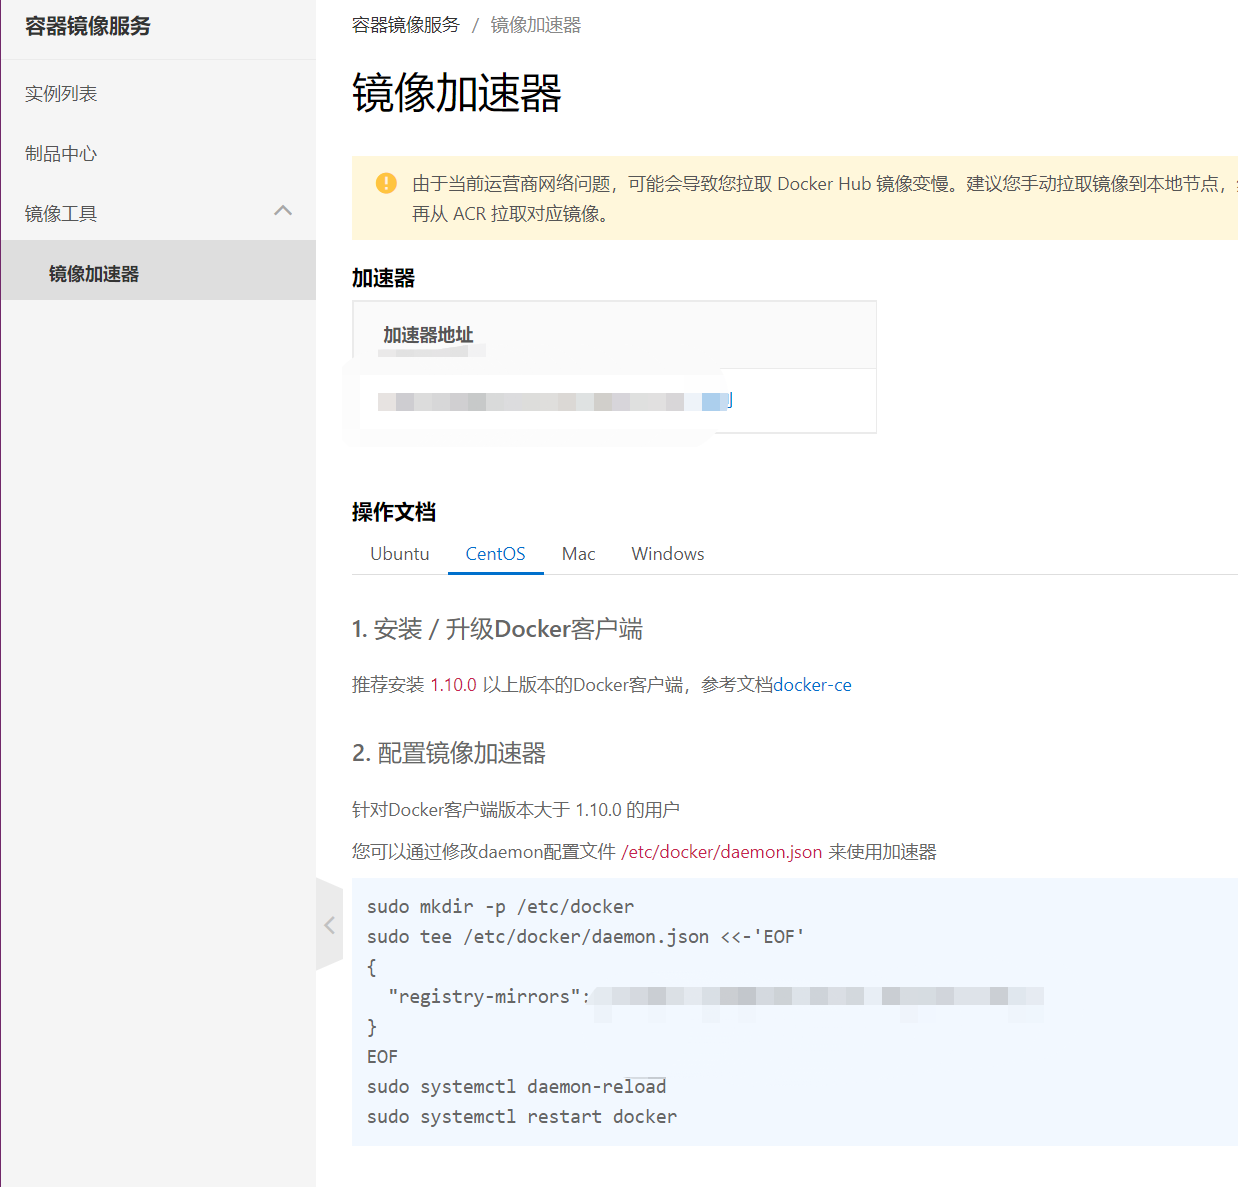 容器镜像服务
实例列表
制品中心
镜像工具
镜像加速器
容器镜像服务 / 镜像加速器
镜像加速器
由于当前运营商网络问题，可能会导致您拉取 Docker Hub 镜像变慢。建议您手动拉取镜像到本地节点，
再从 ACR 拉取对应镜像。
加速器
加速器地址
操作文档
Ubuntu CentOS Mac Windows
1. 安装 / 升级Docker客户端
推荐安装 1.10.0 以上版本的Docker客户端，参考文档docker-ce
2. 配置镜像加速器
针对Docker客户端版本大于 1.10.0 的用户
您可以通过修改daemon配置文件 /etc/docker/daemon.json 来使用加速器
sudo mkdir -p /etc/docker
sudo tee /etc/docker/daemon.json <<-'EOF'
{
"registry-mirrors":
}
EOF
sudo systemctl daemon-reload
sudo systemctl restart docker